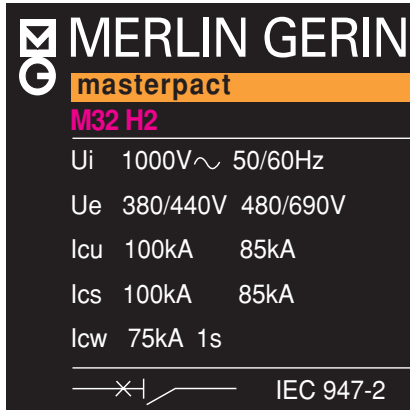 MERLIN GERIN
masterpact
M32 H2
Ui 1000V~ 50/60Hz
Ue 380/440V 480/690V
Icu 100kA 85kA
Ics 100kA 85kA
Icw 75kA 1s
IEC 947-2